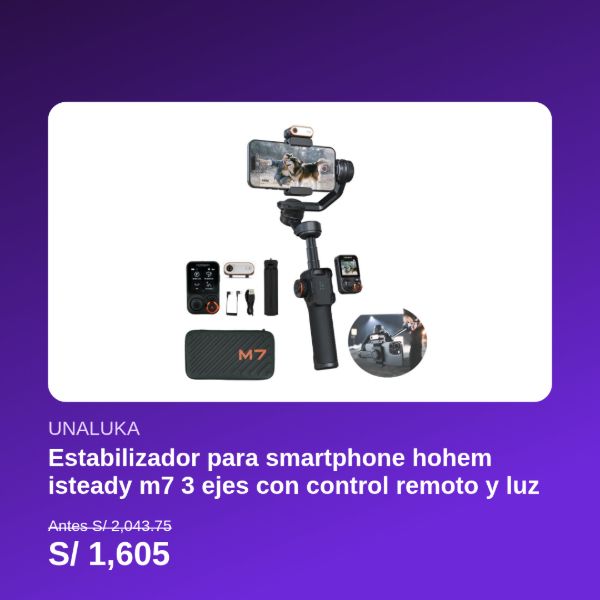 M7
UNALUKA
Estabilizador para smartphone hohem
isteady m7 3 ejes con control remoto y luz
Antes S/ 2,043.75
S/ 1,605